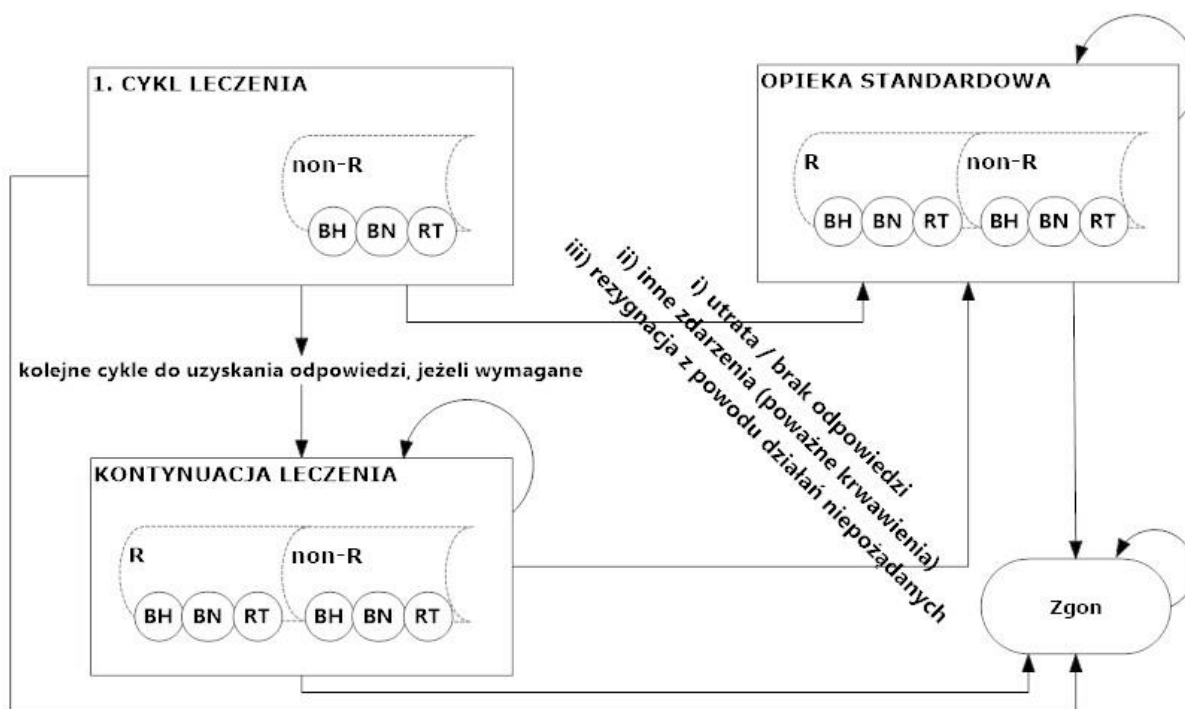 1. CYKL LECZENIA
non-R
BH BN RT
OPIEKA STANDARDOWA
R non-R
BH BN RT BH BN RT
i) utrata / brak odpowiedzi
ii) inne zdarzenia (poważne krwawienia)
iii) rezygnacja z powodu działań niepożądanych
kolejne cykle do uzyskania odpowiedzi, jeżeli wymagane
KONTYNUACJA LECZENIA
R non-R
BH BN RT BH BN RT
Zgon